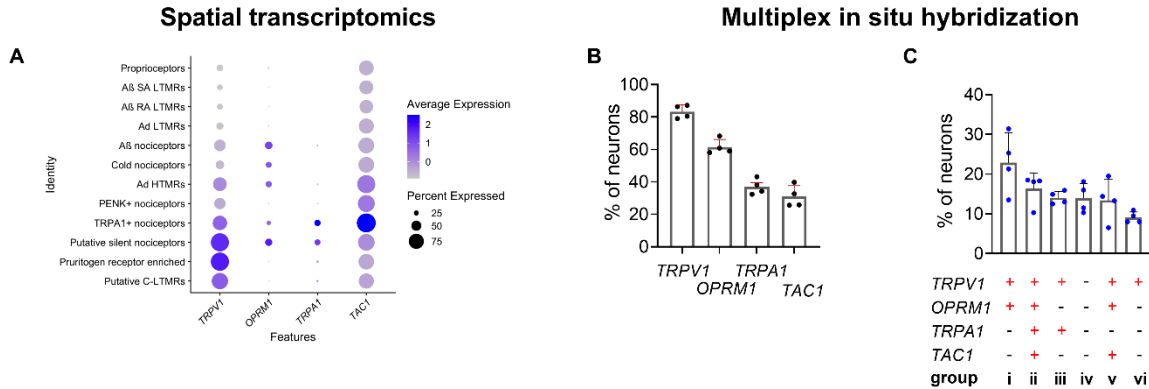 Spatial transcriptomics
Multiplex in situ hybridization
A
Identity
Proprioceptors
Aß SA LTMRs
Aß RA LTMRs
Ad LTMRs
Aß nociceptors
Cold nociceptors
Ad HTMRs
PENK+ nociceptors
TRPA1+ nociceptors
Putative silent nociceptors
Pruritogen receptor enriched
Putative C-LTMRs
TRPV1
OPRM1
TRPA1
TAC1
Features
Average Expression
2
1
0
Percent Expressed
25
50
75
B
% of neurons
100
80
60
40
20
0
TRPV1
OPRM1
TRPA1
TAC1
C
% of neurons
40
30
20
10
0
TRPV1 + + + - + +
OPRM1 + + - - + -
TRPA1 - + + - - -
TAC1 - + - - + -
group i ii iii iv v vi